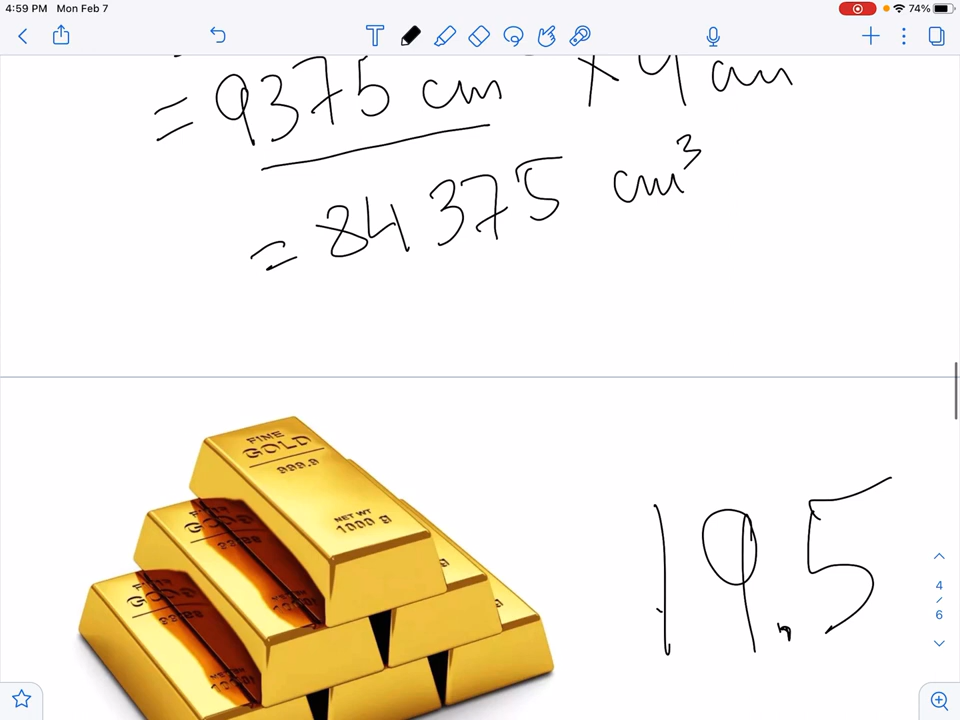 4:59 PM Mon Feb 7
74%
= 9375 cm × 9 cm
= 84375 cm³
FINE
GOLD
999.9
NET WT
1000 g
19.5
4
/
6